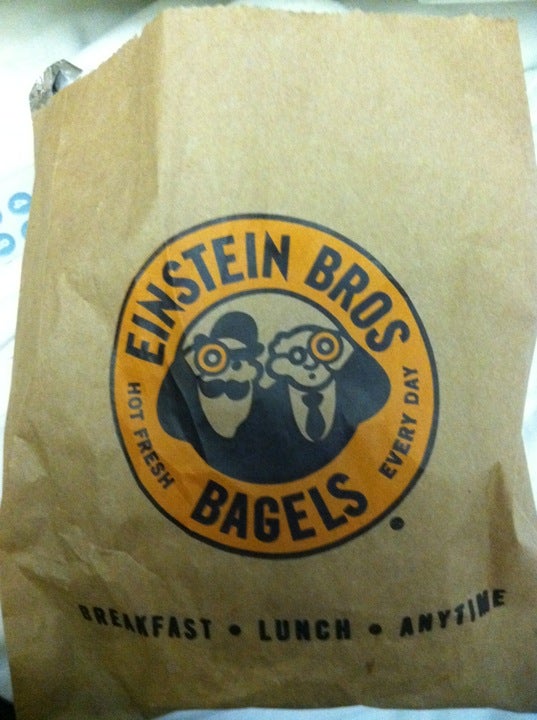 EINSTEIN BROS
HOT FRESH
EVERY DAY
BAGELS
BREAKFAST • LUNCH • ANYTIME